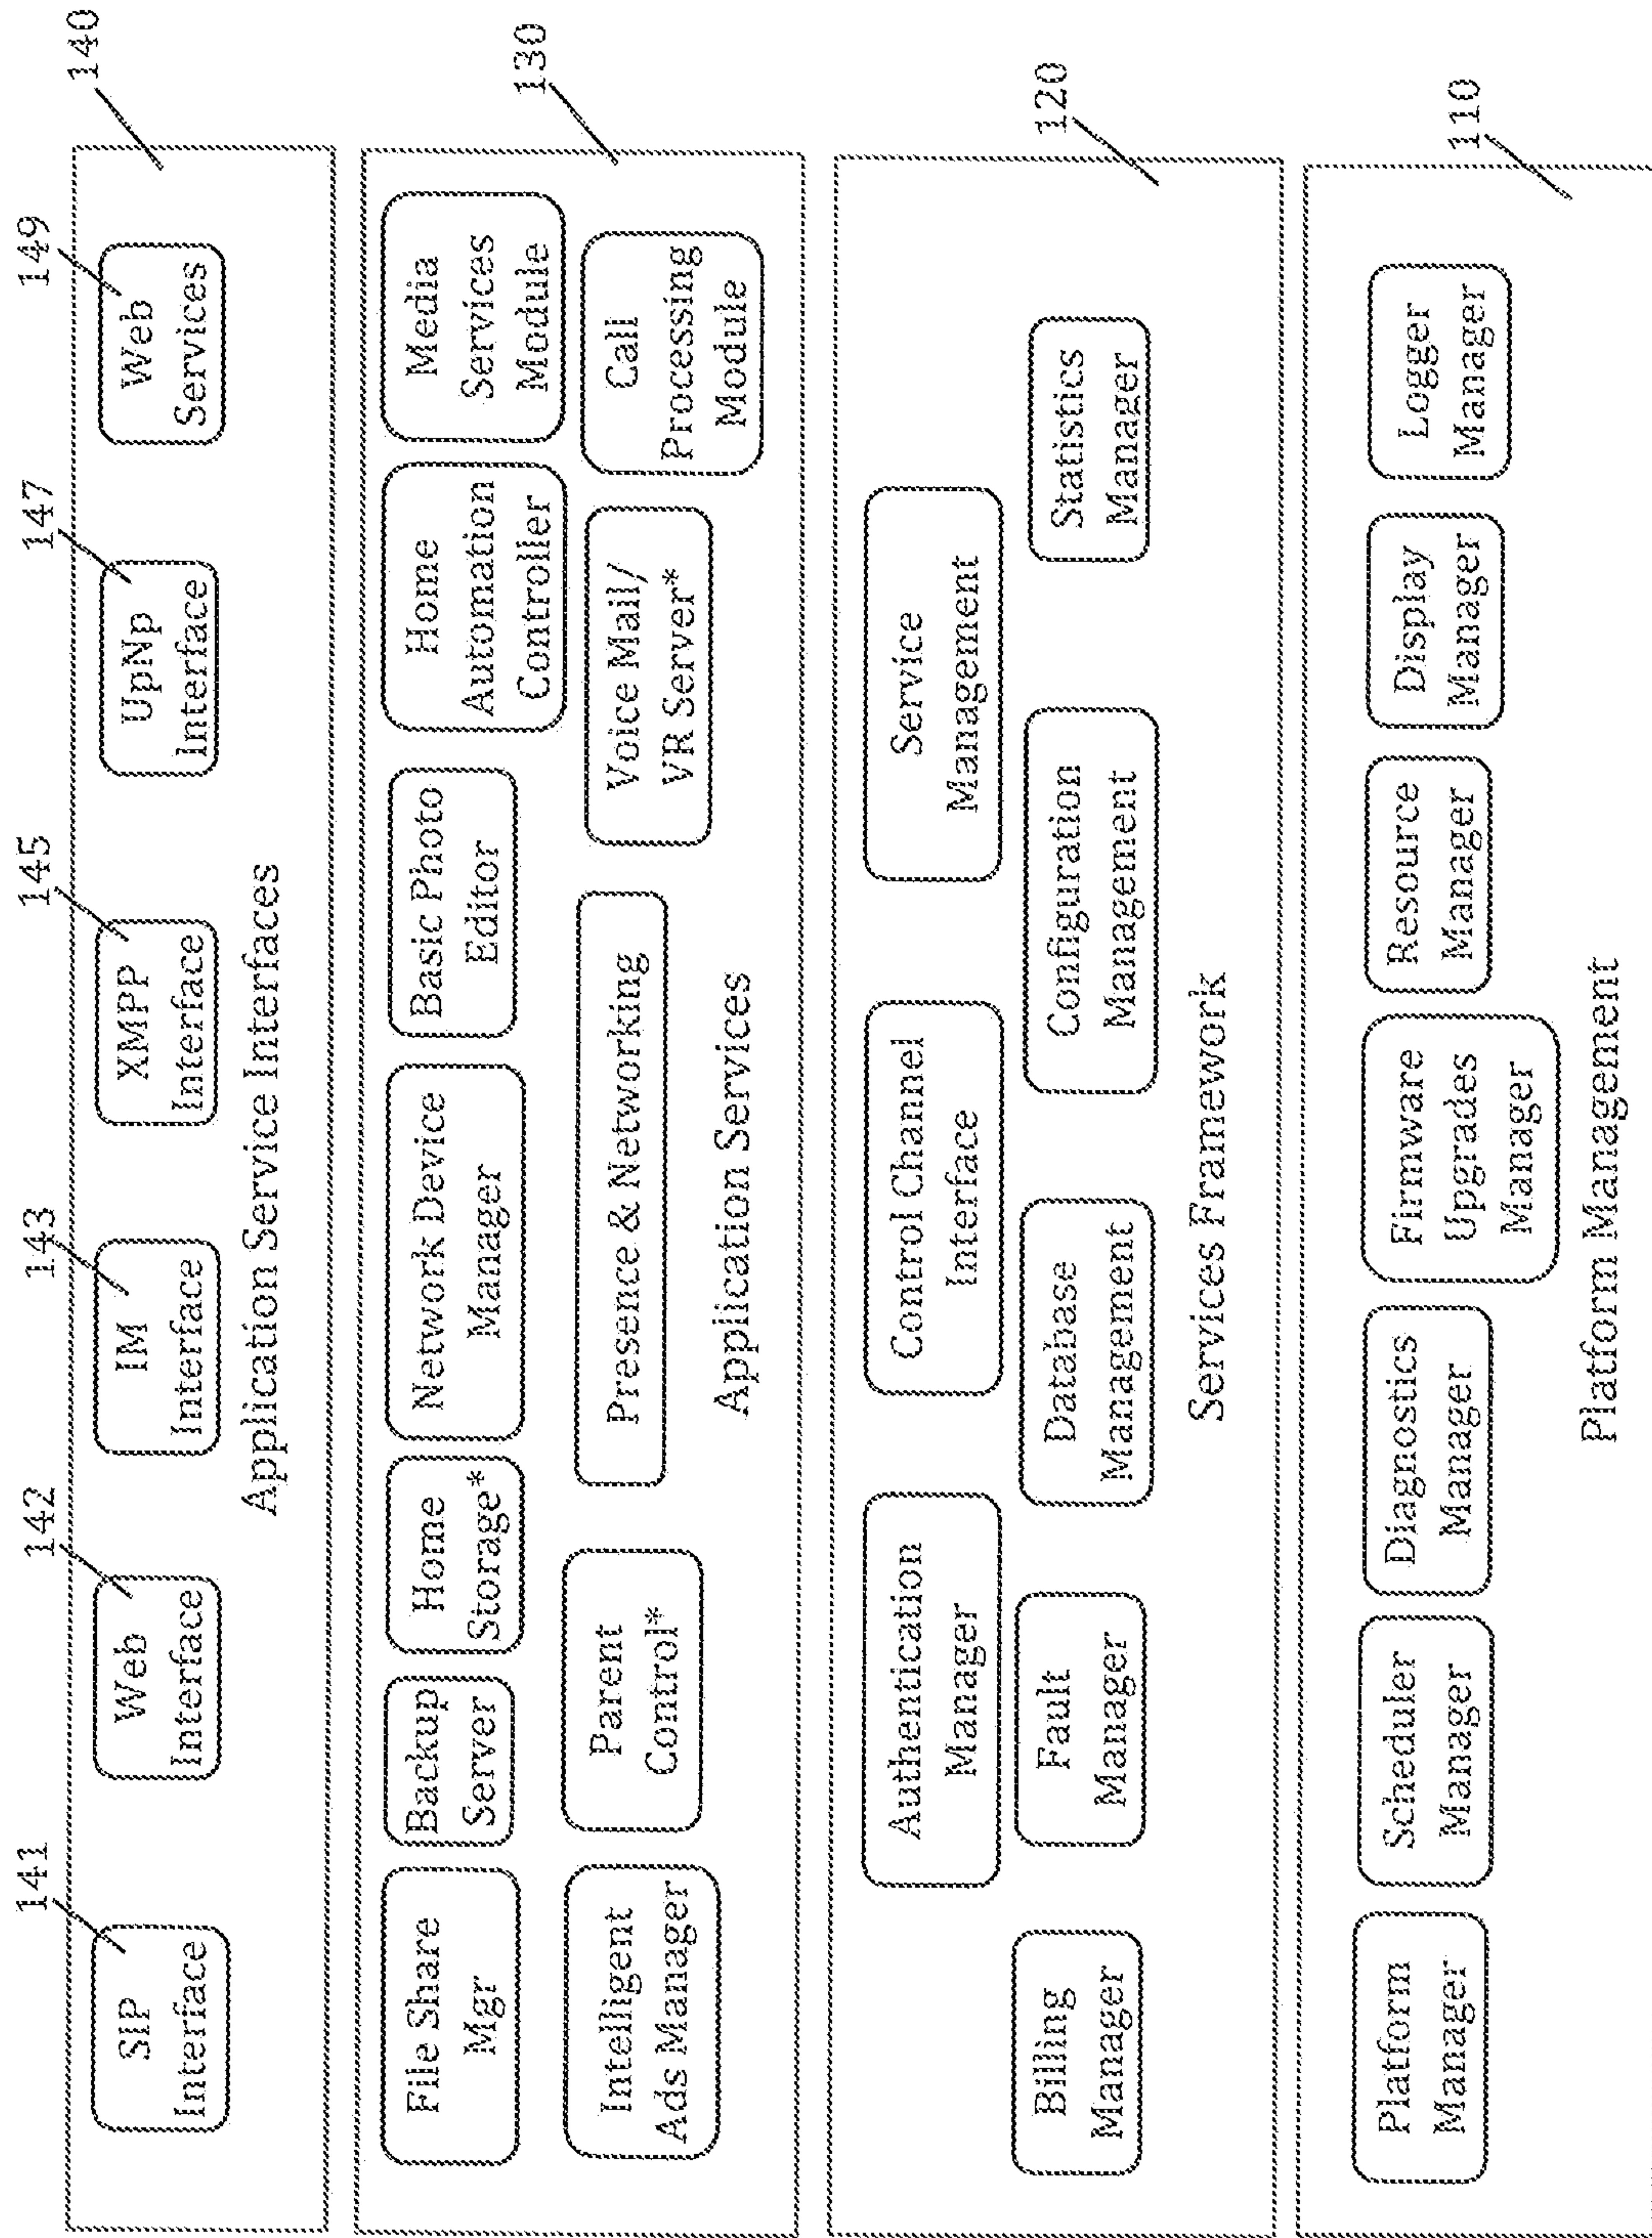 140
141
142
143
145
147
149
SIP
Interface
Web
Interface
IM
Interface
XMPP
Interface
UpNp
Interface
Web
Services
Application Service Interfaces
130
File Share
Mgr
Backup
Server
Home
Storage*
Network Device
Manager
Basic Photo
Editor
Home
Automation
Controller
Media
Services
Module
Intelligent
Ads Manager
Parent
Control*
Presence & Networking
Voice Mail/
VR Server*
Call
Processing
Module
Application Services
120
Authentication
Manager
Control Channel
Interface
Service
Management
Billing
Manager
Fault
Manager
Database
Management
Configuration
Management
Statistics
Manager
Services Framework
110
Platform
Manager
Scheduler
Manager
Diagnostics
Manager
Firmware
Upgrades
Manager
Resource
Manager
Display
Manager
Logger
Manager
Platform Management